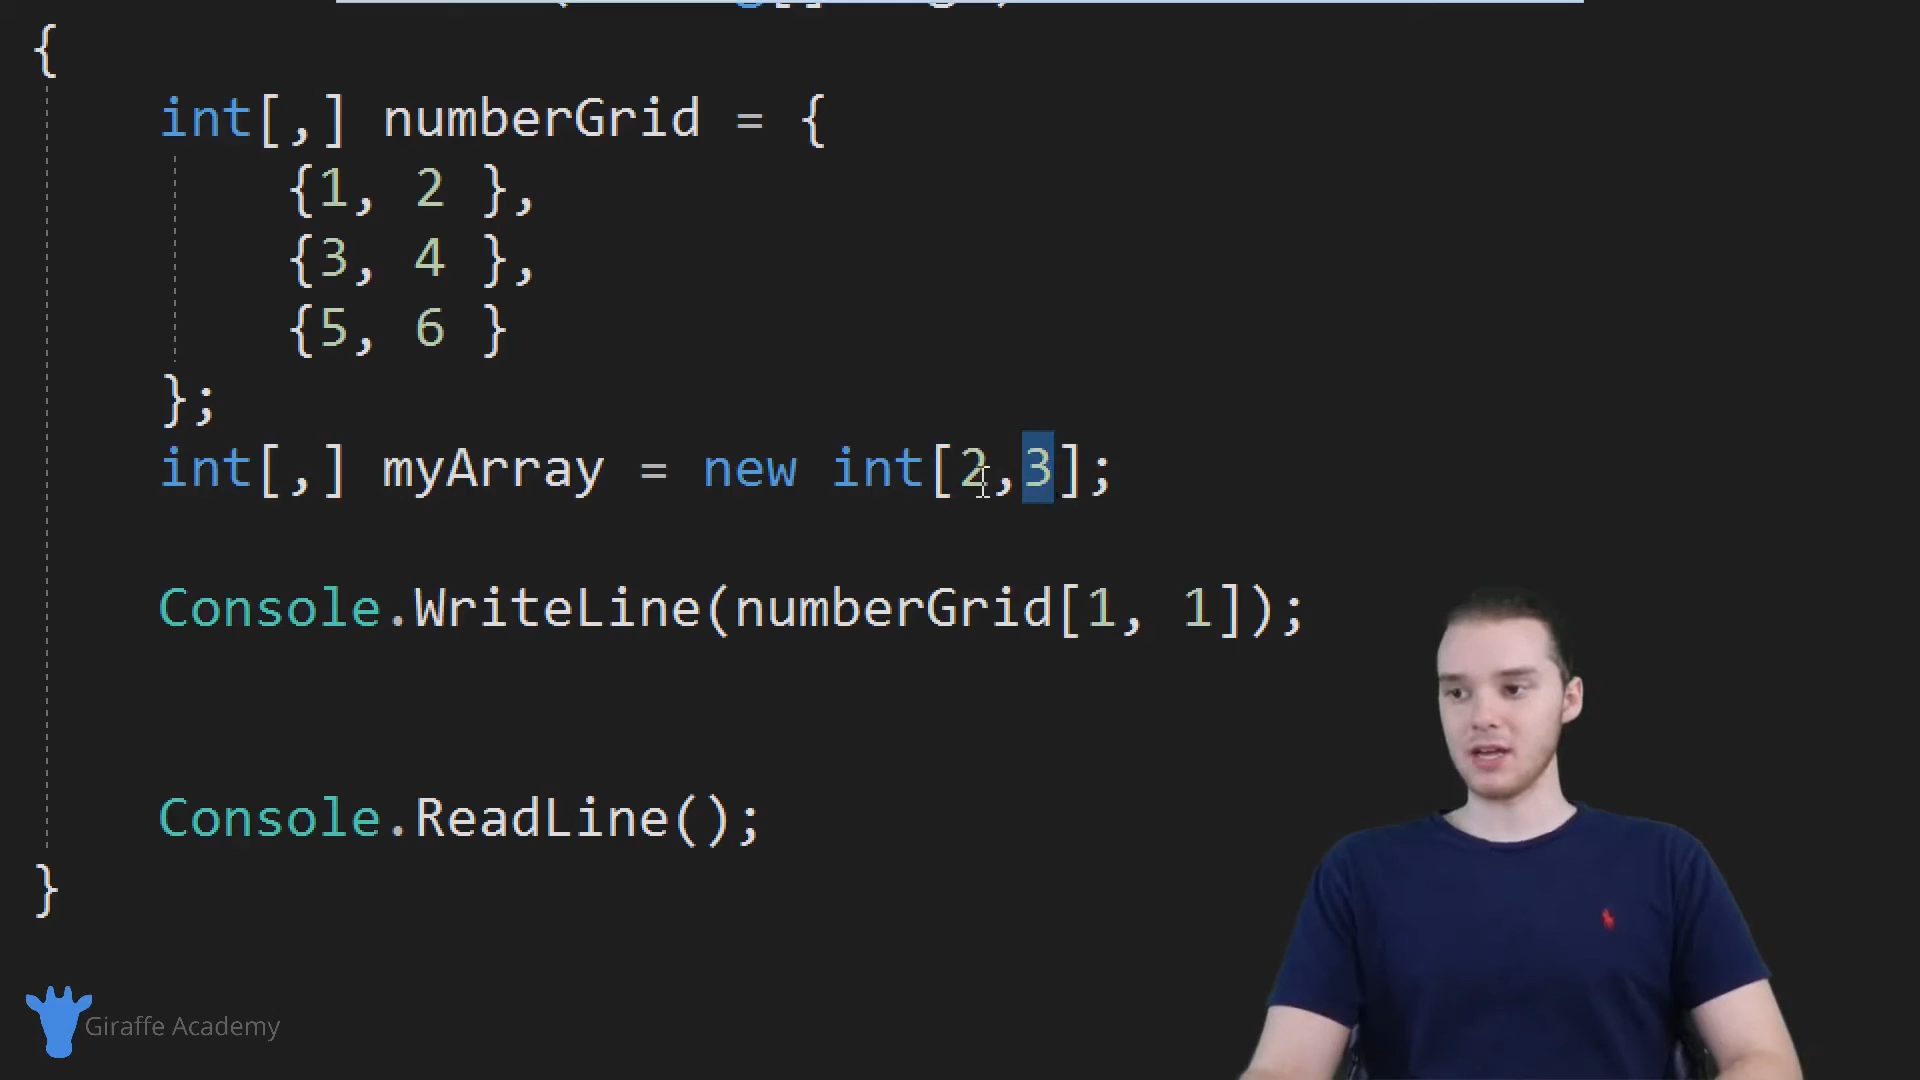 {
int[,] numberGrid = {
{1, 2 },
{3, 4 },
{5, 6 }
};
int[,] myArray = new int[2,3];
Console.WriteLine(numberGrid[1, 1]);
Console.ReadLine();
}
Giraffe Academy